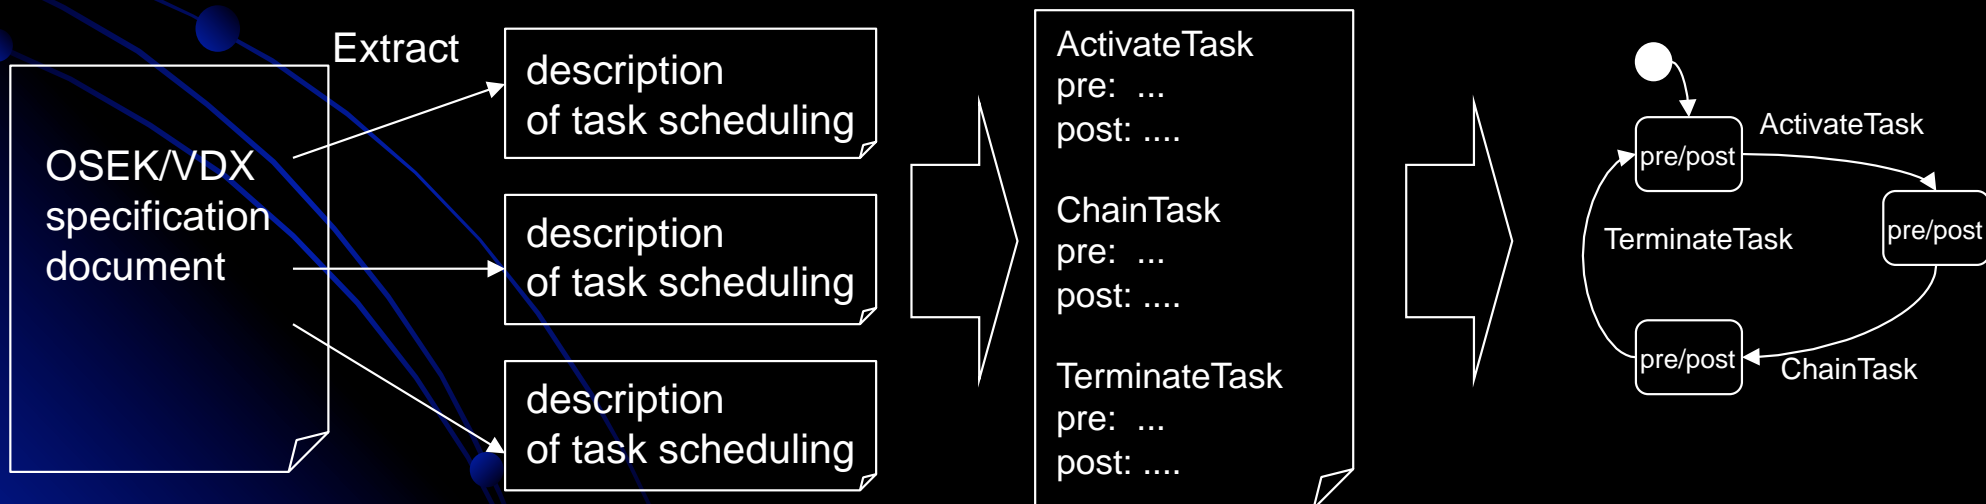 Extract
OSEK/VDX
specification
document
description
of task scheduling
description
of task scheduling
description
of task scheduling
ActivateTask
pre: ...
post: ....
ChainTask
pre: ...
post: ....
TerminateTask
pre: ...
post: ....
ActivateTask
pre/post
pre/post
TerminateTask
pre/post
ChainTask